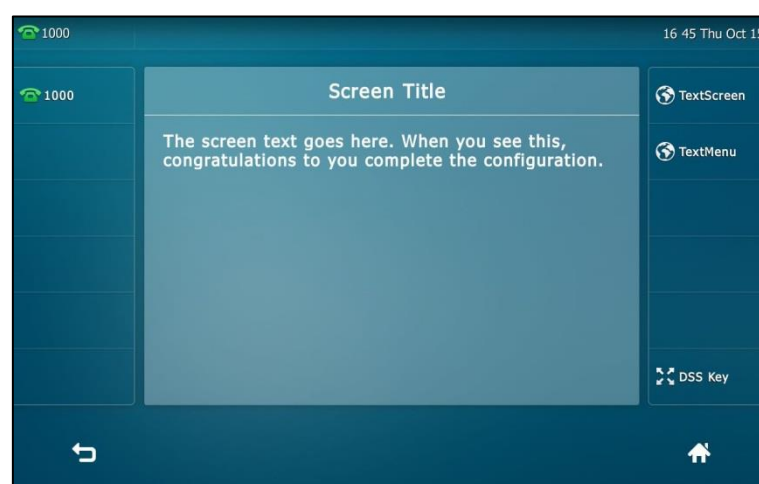 1000
16 45 Thu Oct 15
1000
Screen Title
The screen text goes here. When you see this,
congratulations to you complete the configuration.
TextScreen
TextMenu
DSS Key